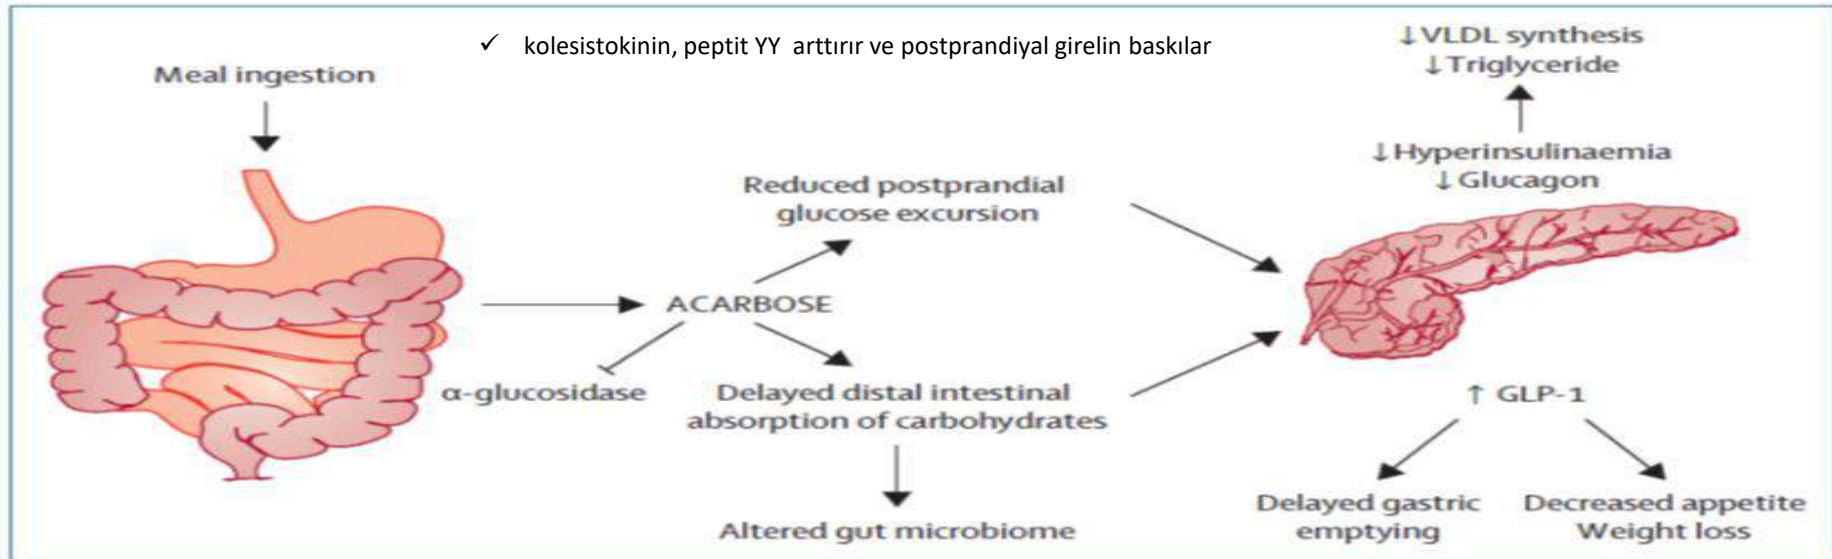 ✓ kolesistokinin, peptit YY arttırır ve postprandiyal girelin baskılar
Meal ingestion
↓VLDL synthesis
↓Triglyceride
↓Hyperinsulinaemia
↓Glucagon
Reduced postprandial
glucose excursion
ACARBOSE
α-glucosidase
Delayed distal intestinal
absorption of carbohydrates
Altered gut microbiome
↑ GLP-1
Delayed gastric
emptying
Decreased appetite
Weight loss